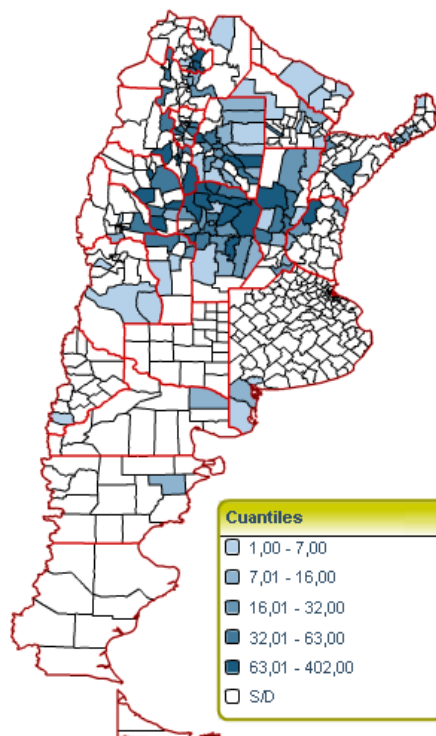 Cuantiles
1,00 - 7,00
7,01 - 16,00
16,01 - 32,00
32,01 - 63,00
63,01 - 402,00
S/D